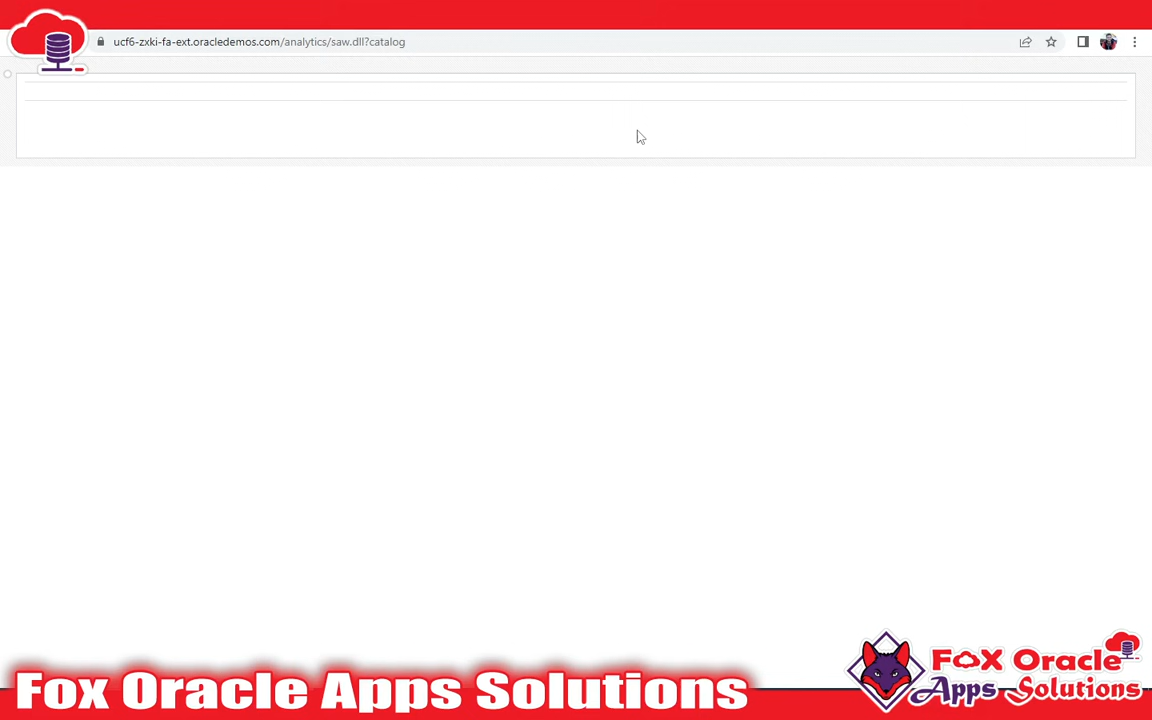 ucf6-zxki-fa-ext.oracledemos.com/analytics/saw.dll?catalog
Fox Oracle Apps Solutions
FOX Oracle
Apps Solutions